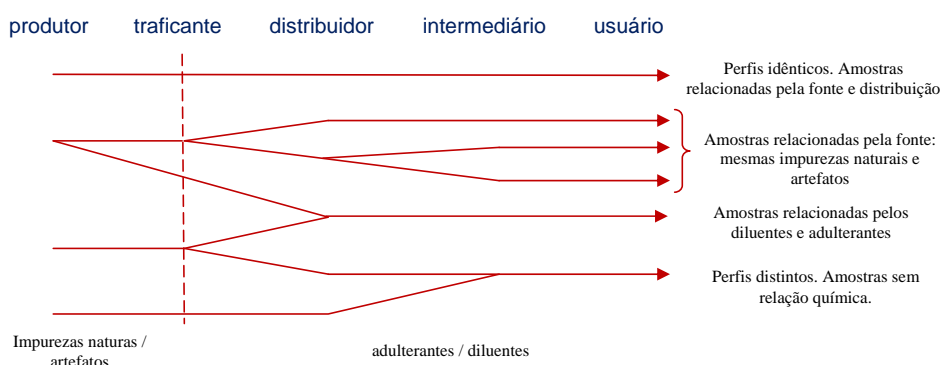 produtor traficante distribuidor intermediário usuário
Perfis idênticos. Amostras
relacionadas pela fonte e distribuição
Amostras relacionadas pela fonte:
mesmas impurezas naturais e
artefatos
Amostras relacionadas pelos
diluentes e adulterantes
Perfis distintos. Amostras sem
relação química.
Impurezas naturas /
artefatos
adulterantes / diluentes